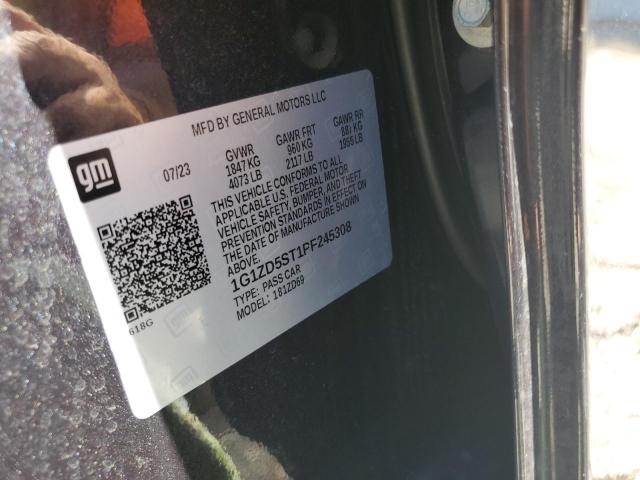 MFD BY GENERAL MOTORS LLC
gm
07/23
GVWR GAWR FRT GAWR RR
1847 KG 960 KG 887 KG
4073 LB 2117 LB 1955 LB
THIS VEHICLE CONFORMS TO ALL
APPLICABLE U.S. FEDERAL MOTOR
VEHICLE SAFETY, BUMPER, AND THEFT
PREVENTION STANDARDS IN EFFECT ON
THE DATE OF MANUFACTURE SHOWN
ABOVE.
1G1ZD5ST1PF245308
TYPE: PASS CAR
MODEL: 181ZD69
618G